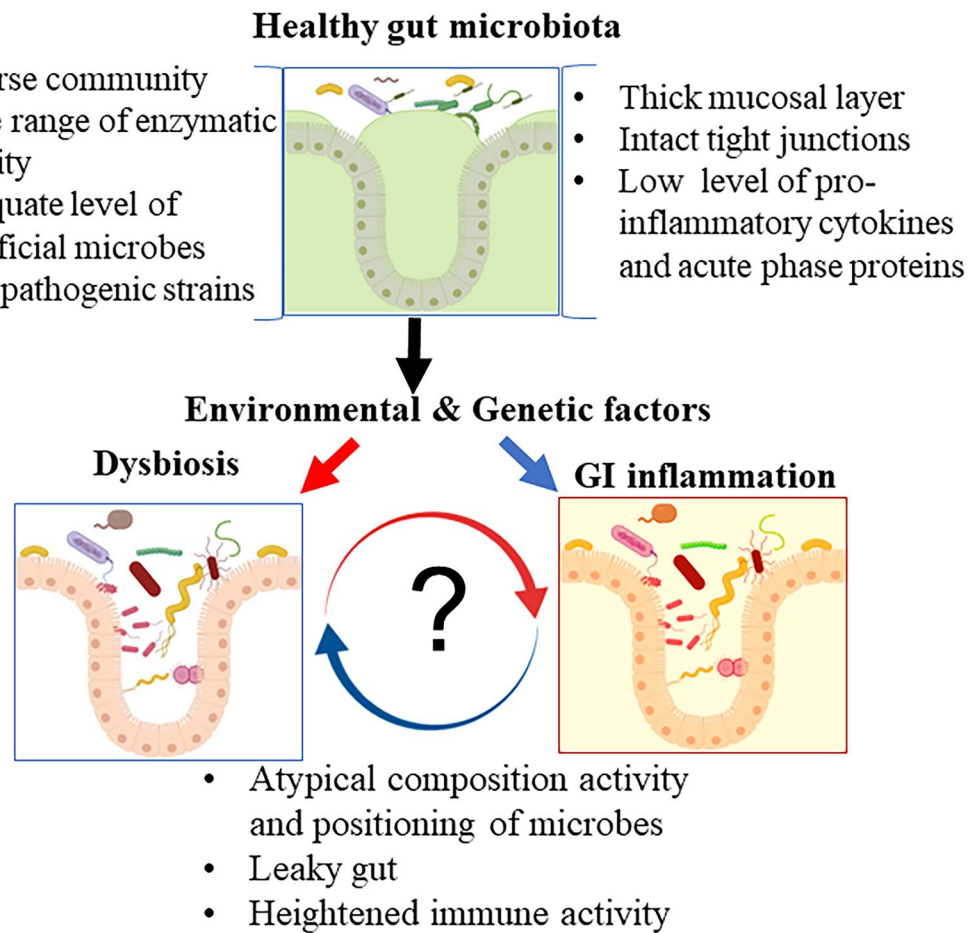 Healthy gut microbiota
rse community
range of enzymatic
ity
quate level of
ficial microbes
pathogenic strains
• Thick mucosal layer
• Intact tight junctions
• Low level of pro-
inflammatory cytokines
and acute phase proteins
Environmental & Genetic factors
Dysbiosis
GI inflammation
?
• Atypical composition activity
and positioning of microbes
• Leaky gut
• Heightened immune activity